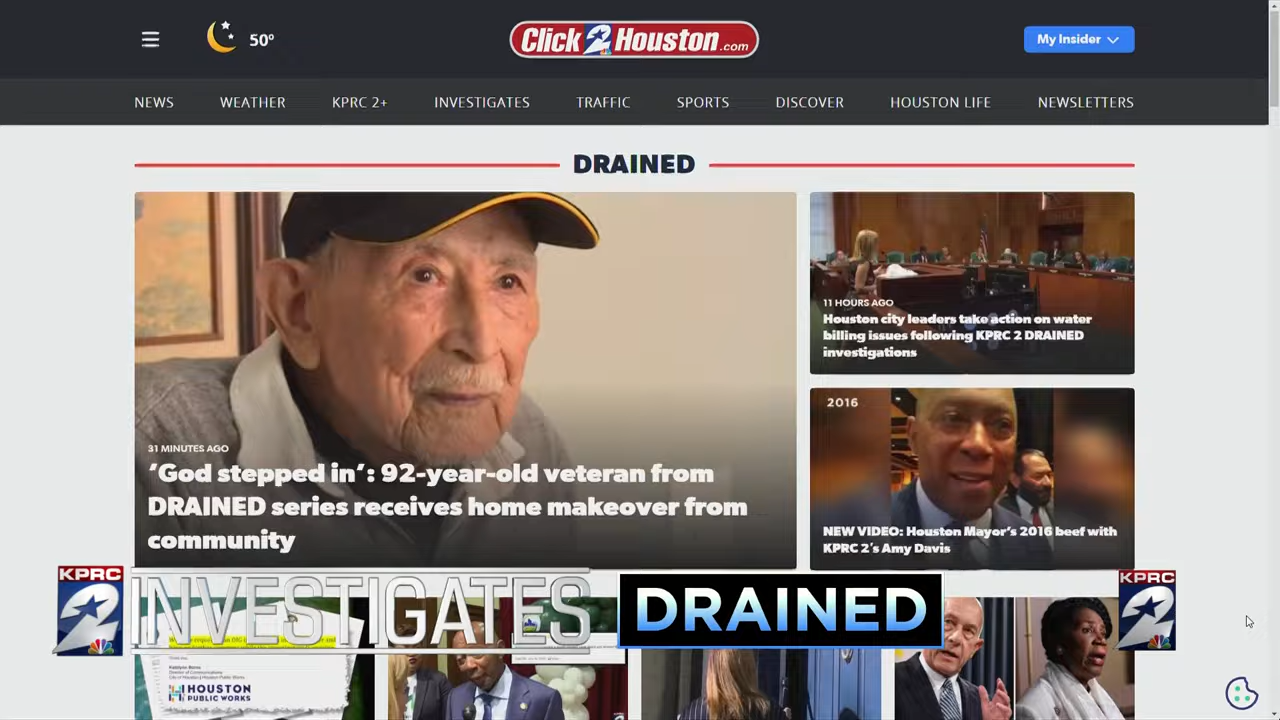 50°
Click2Houston.com
My Insider
NEWS
WEATHER
KPRC 2+
INVESTIGATES
TRAFFIC
SPORTS
DISCOVER
HOUSTON LIFE
NEWSLETTERS
DRAINED
31 MINUTES AGO
‘God stepped in’: 92-year-old veteran from
DRAINED series receives home makeover from
community
11 HOURS AGO
Houston city leaders take action on water
billing issues following KPRC 2 DRAINED
investigations
2016
NEW VIDEO: Houston Mayor’s 2016 beef with
KPRC 2’s Amy Davis
KPRC
2
INVESTIGATES
DRAINED
KPRC
2
Director of Communications
HOUSTON
PUBLIC WORKS